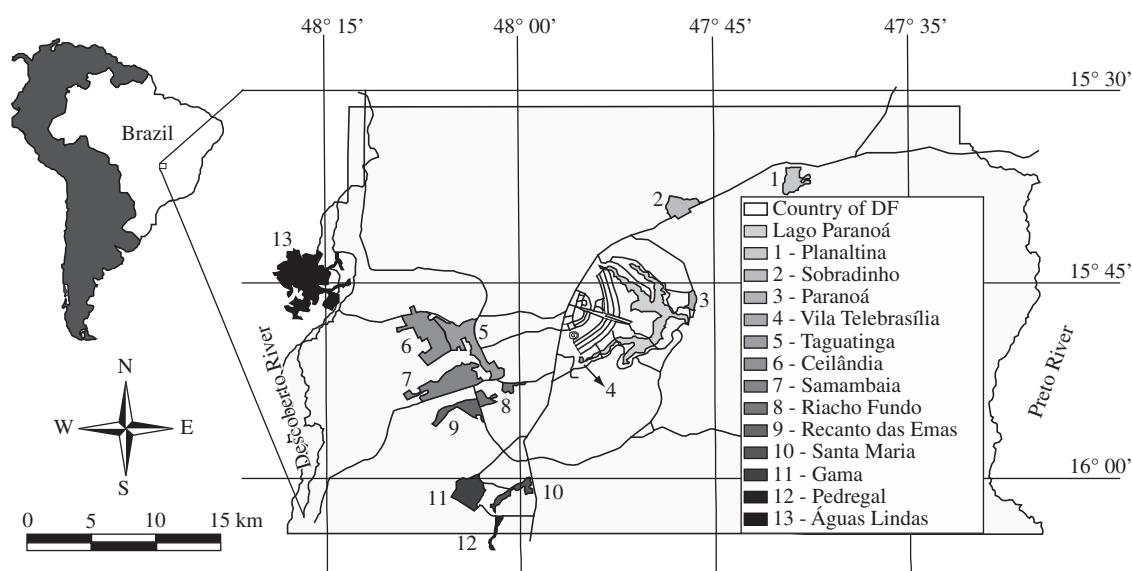 48° 15’ 48° 00’ 47° 45’ 47° 35’
15° 30’
Brazil
1
2
Country of DF
Lago Paranoá
1 - Planaltina
2 - Sobradinho
3 - Paranoá
4 - Vila Telebrasília
5 - Taguatinga
6 - Ceilândia
7 - Samambaia
8 - Riacho Fundo
9 - Recanto das Emas
10 - Santa Maria
11 - Gama
12 - Pedregal
13 - Águas Lindas
13
15° 45’
3
5
6
7
8
4
9
Descoberto River
Preto River
N
W E
S
16° 00’
11
10
12
0 5 10 15 km